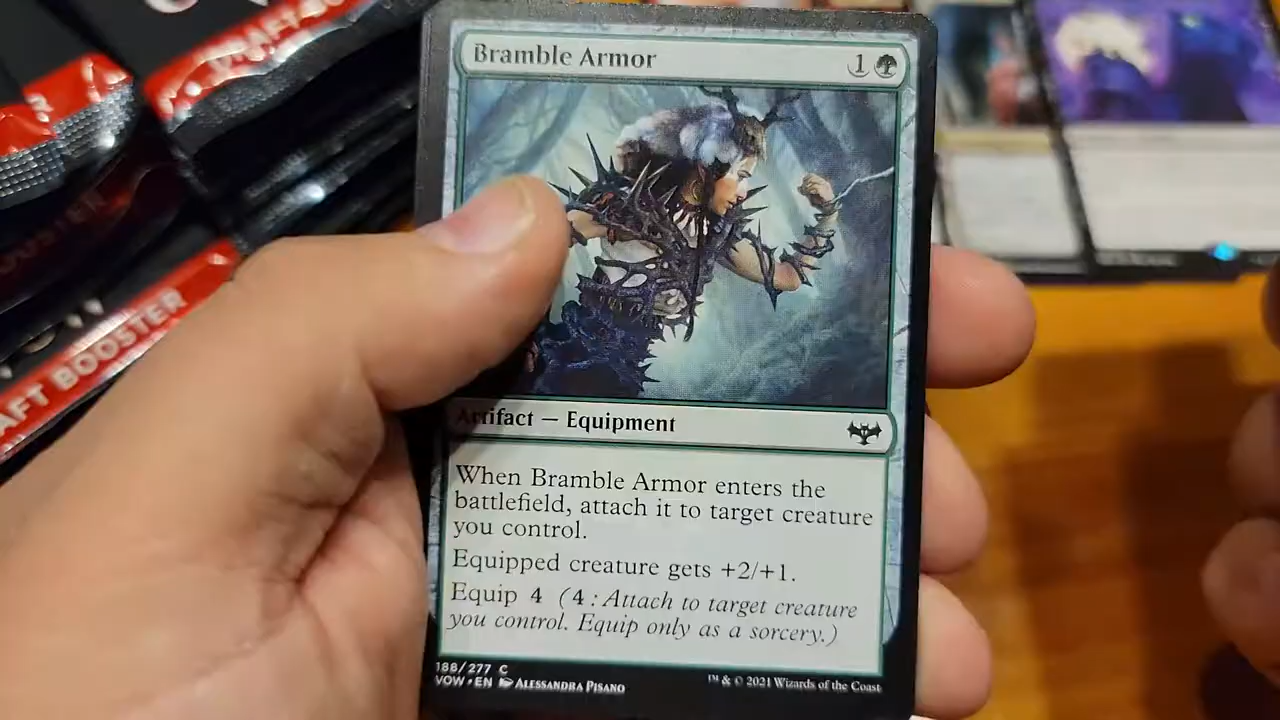 Bramble Armor 1
Artifact — Equipment
When Bramble Armor enters the
battlefield, attach it to target creature
you control.
Equipped creature gets +2/+1.
Equip 4 (4: Attach to target creature
you control. Equip only as a sorcery.)
188/277 C
VOW • EN ALESSANDRA PISANO
™ & © 2021 Wizards of the Coast
AFT BOOSTER